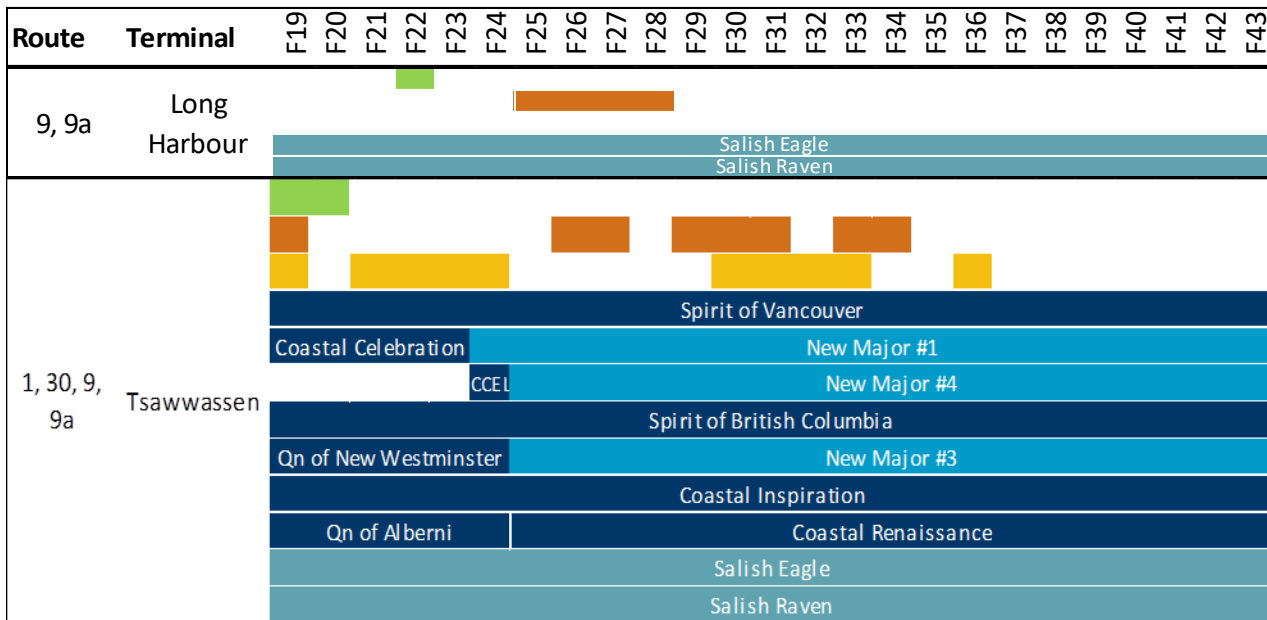 Route Terminal F19 F20 F21 F22 F23 F24 F25 F26 F27 F28 F29 F30 F31 F32 F33 F34 F35 F36 F37 F38 F39 F40 F41 F42 F43
9, 9a
Long
Harbour
Salish Eagle
Salish Raven
1, 30, 9,
9a
Tsawwassen
Spirit of Vancouver
Coastal Celebration New Major #1
CCEL New Major #4
Spirit of British Columbia
Qn of New Westminster New Major #3
Coastal Inspiration
Qn of Alberni Coastal Renaissance
Salish Eagle
Salish Raven